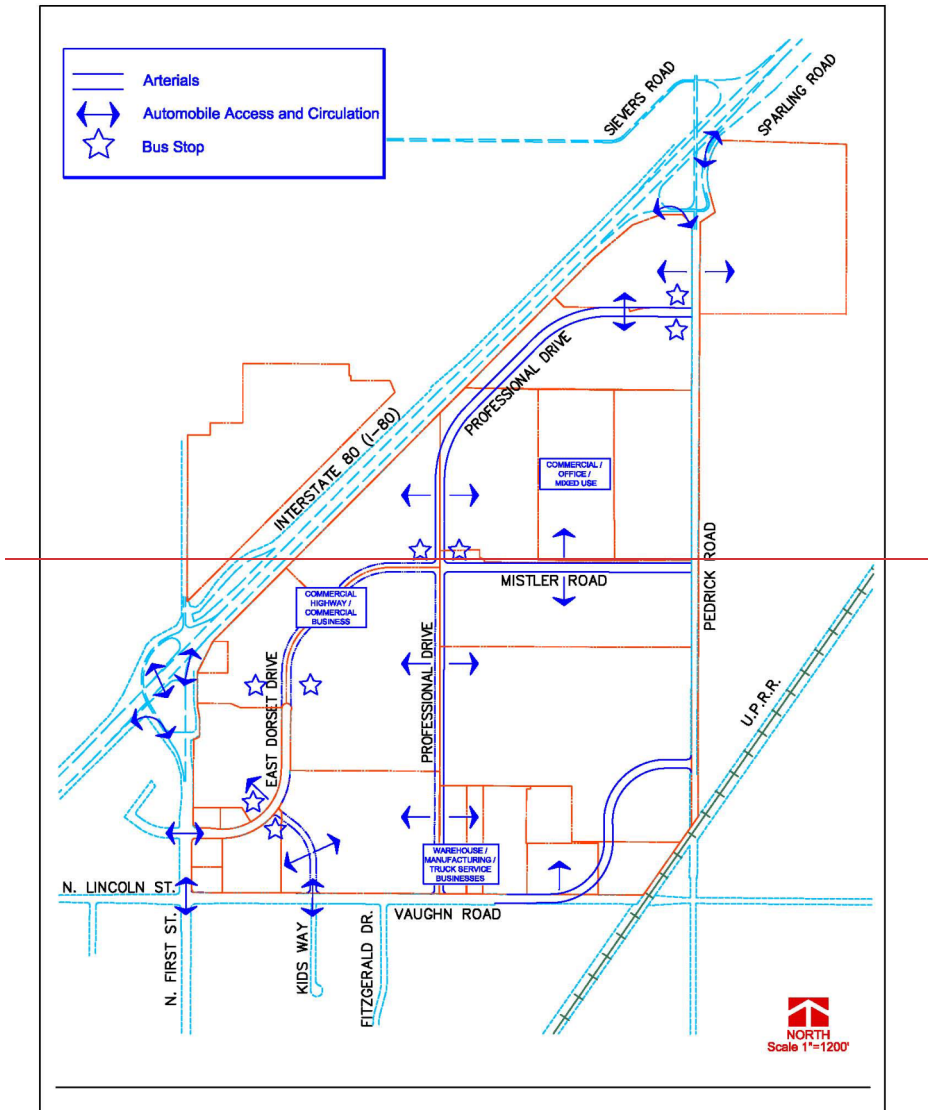 Arterials
Automobile Access and Circulation
Bus Stop
SIEVERS ROAD
SPARLING ROAD
PROFESSIONAL DRIVE
INTERSTATE 80 (I-80)
COMMERCIAL /
OFFICE /
MIXED USE
PEDRICK ROAD
MISTLER ROAD
COMMERCIAL
HIGHWAY /
COMMERCIAL
BUSINESS
EAST DORSET DRIVE
PROFESSIONAL DRIVE
U.P.R.R.
WAREHOUSE /
MANUFACTURING /
TRUCK SERVICE
BUSINESSES
N. LINCOLN ST.
VAUGHN ROAD
N. FIRST ST.
KIDS WAY
FITZGERALD DR.
NORTH
Scale 1"=1200'